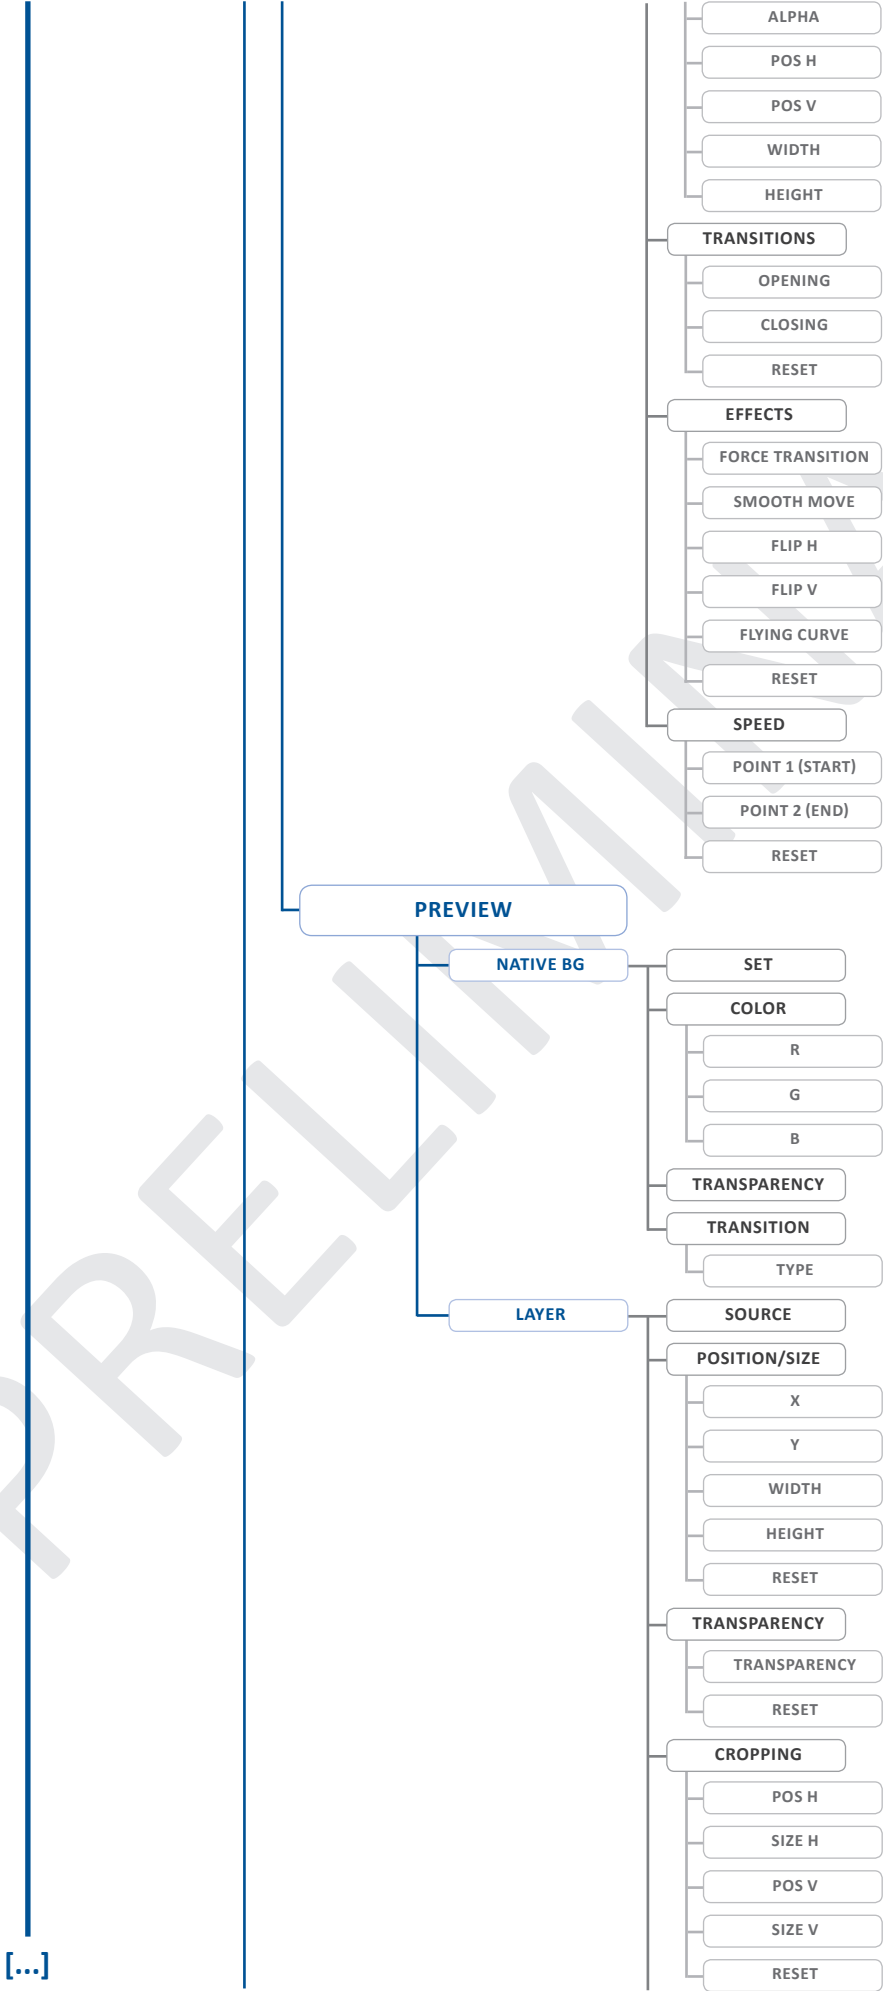 ALPHA
POS H
POS V
WIDTH
HEIGHT
TRANSITIONS
OPENING
CLOSING
RESET
EFFECTS
FORCE TRANSITION
SMOOTH MOVE
FLIP H
FLIP V
FLYING CURVE
RESET
SPEED
POINT 1 (START)
POINT 2 (END)
RESET
PREVIEW
NATIVE BG
SET
COLOR
R
G
B
TRANSPARENCY
TRANSITION
TYPE
LAYER
SOURCE
POSITION/SIZE
X
Y
WIDTH
HEIGHT
RESET
TRANSPARENCY
TRANSPARENCY
RESET
CROPPING
POS H
SIZE H
POS V
SIZE V
RESET
[...]
PRELIMINA